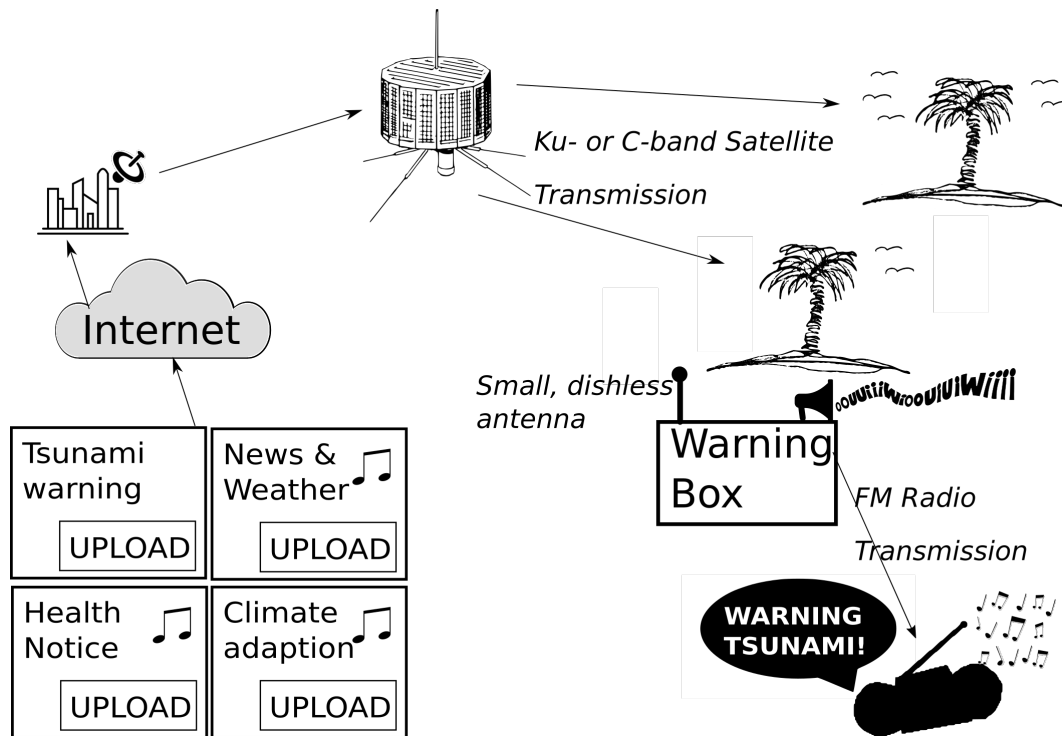 Ku- or C-band Satellite
Transmission
Internet
Small, dishless
antenna
oouuiiiWiooUuiuiWiiii
Warning
Box
Tsunami
warning
UPLOAD
News &
Weather
UPLOAD
FM Radio
Transmission
Health
Notice
UPLOAD
Climate
adaption
UPLOAD
WARNING
TSUNAMI!